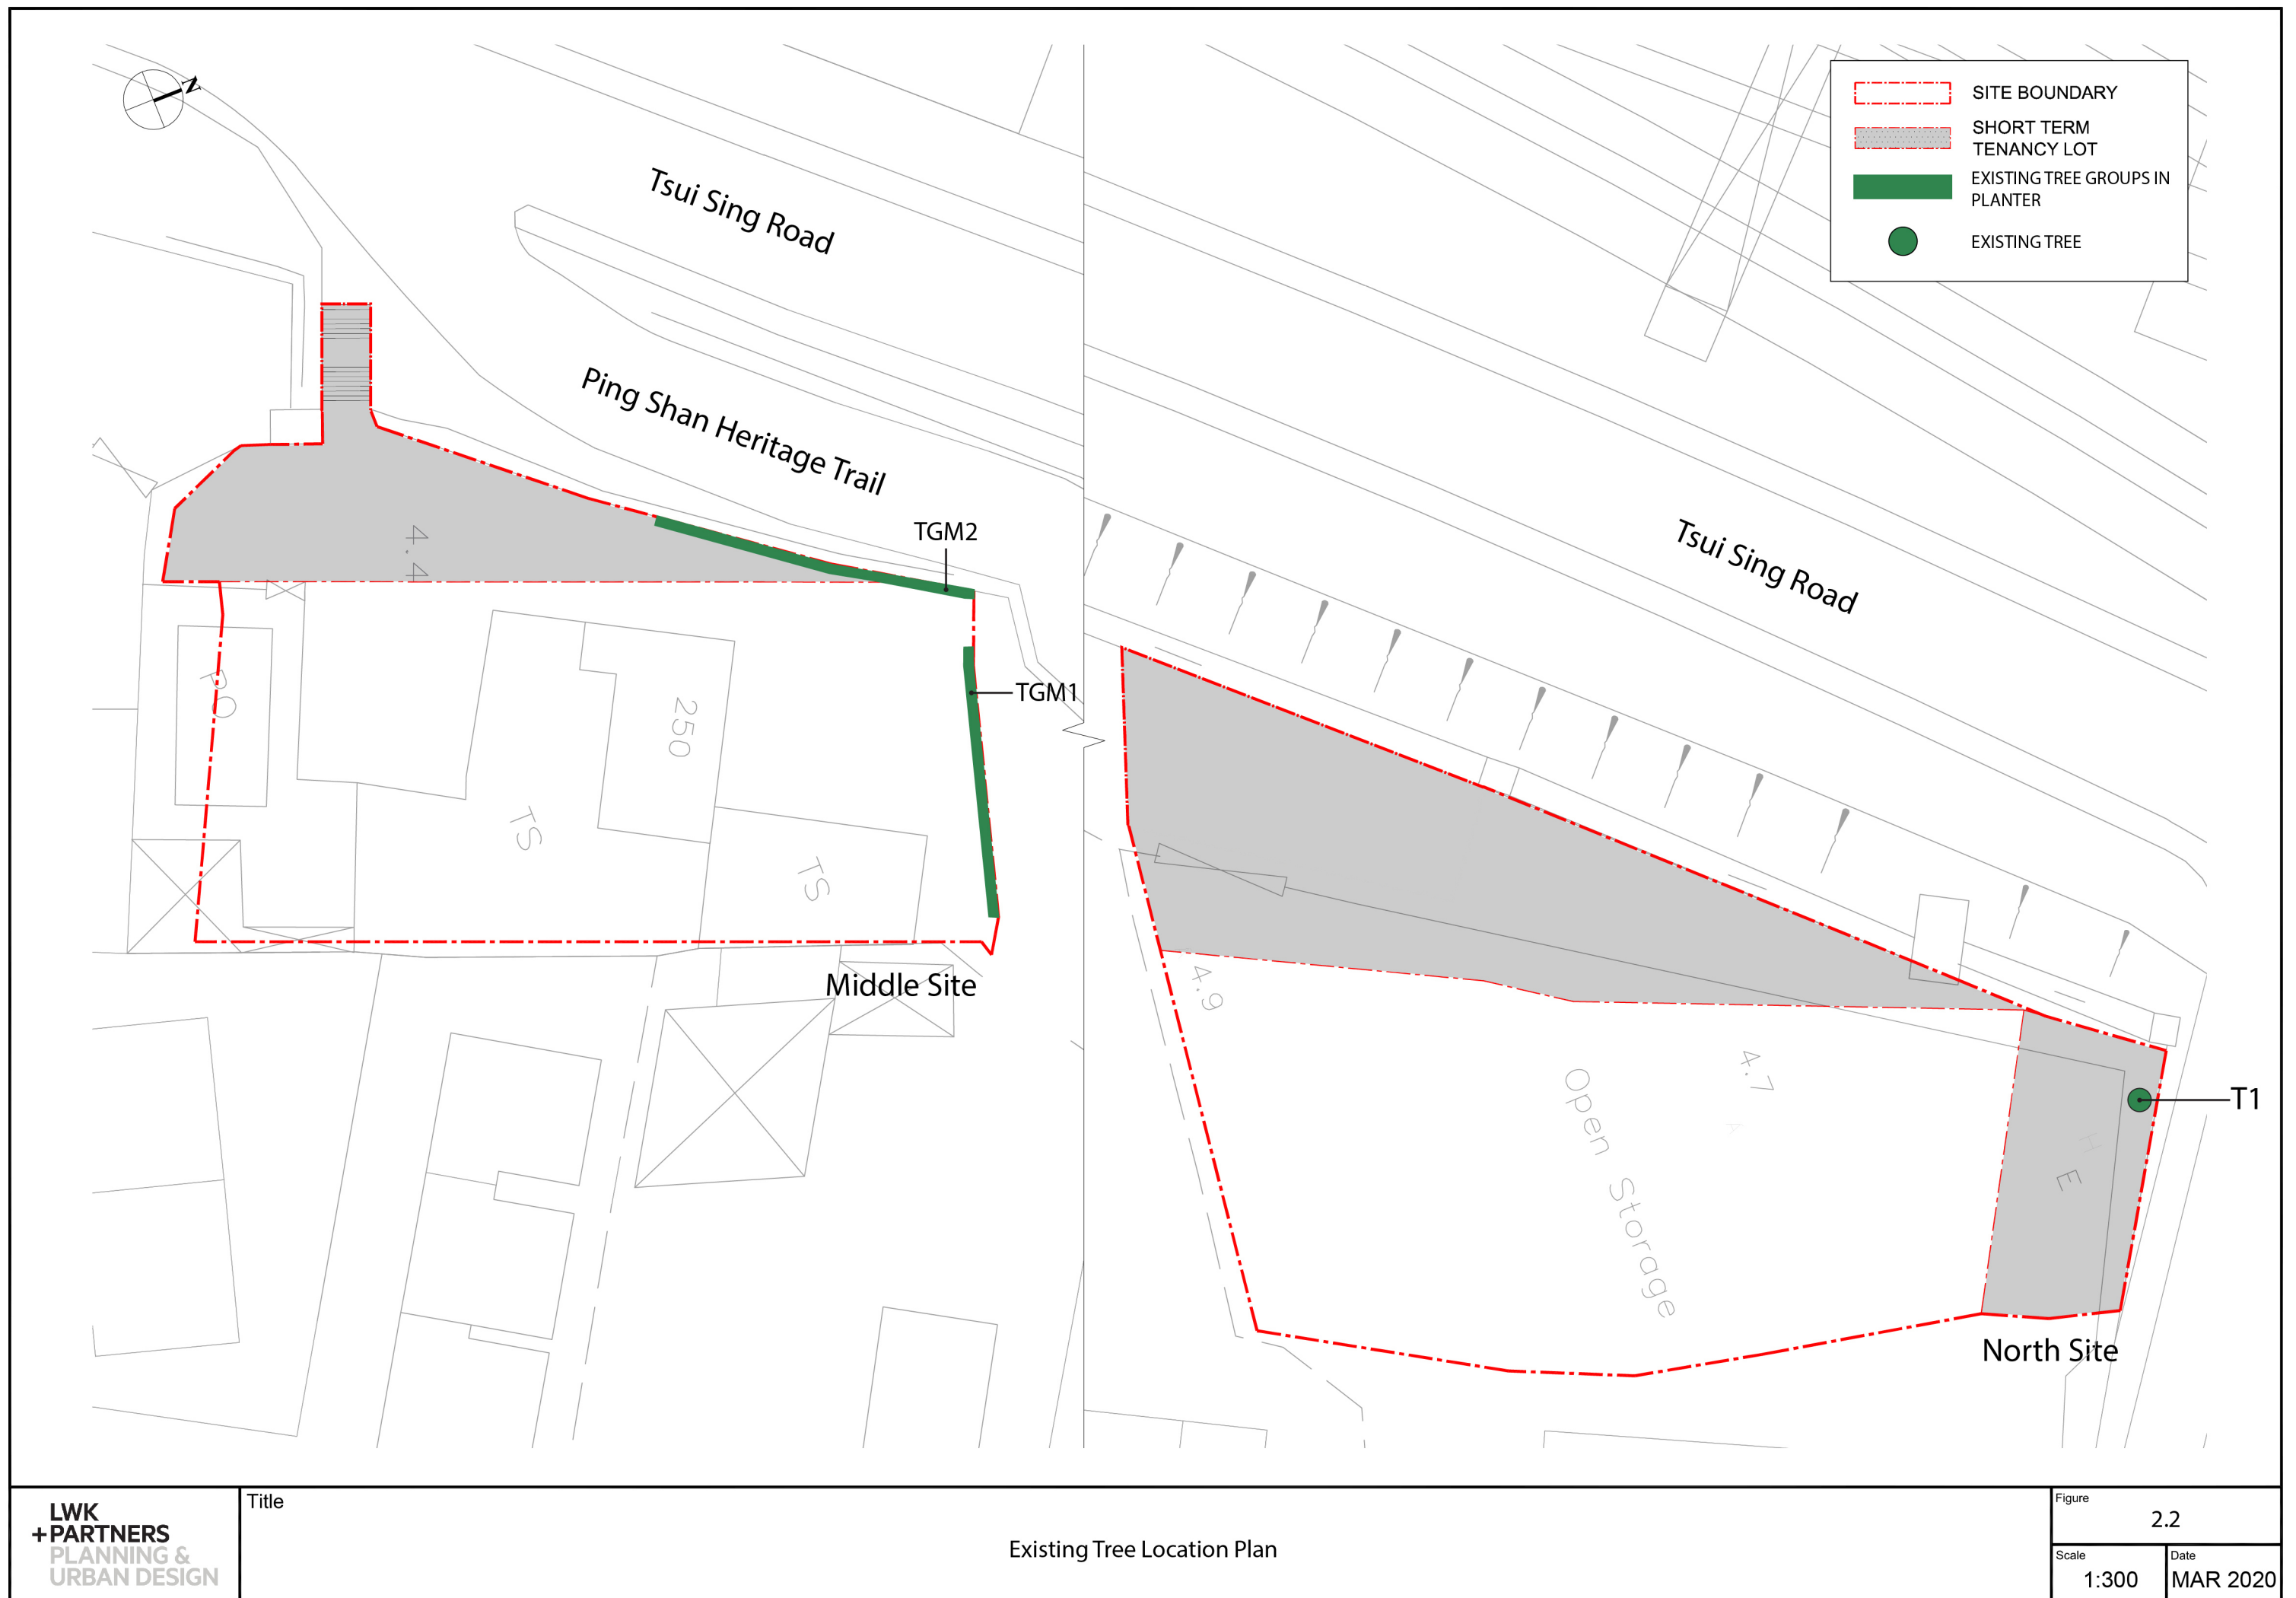 N
SITE BOUNDARY
SHORT TERM
TENANCY LOT
EXISTING TREE GROUPS IN
PLANTER
EXISTING TREE
Tsui Sing Road
Ping Shan Heritage Trail
TGM2
4.4
TGM1
250
TS
TS
Middle Site
Tsui Sing Road
4.9
4.7
Open Storage
T1
H
E
North Site
LWK
+PARTNERS
PLANNING &
URBAN DESIGN
Title
Existing Tree Location Plan
Figure
2.2
Scale
1:300
Date
MAR 2020